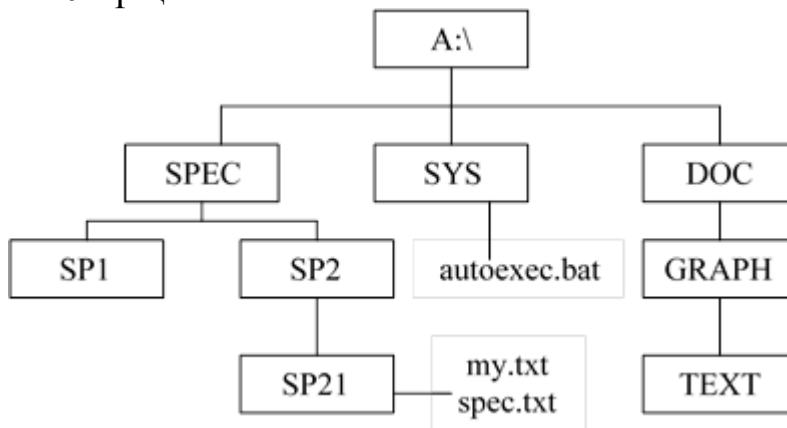 A:\
SPEC SYS DOC
SP1 SP2 autoexec.bat GRAPH
SP21 my.txt TEXT
spec.txt